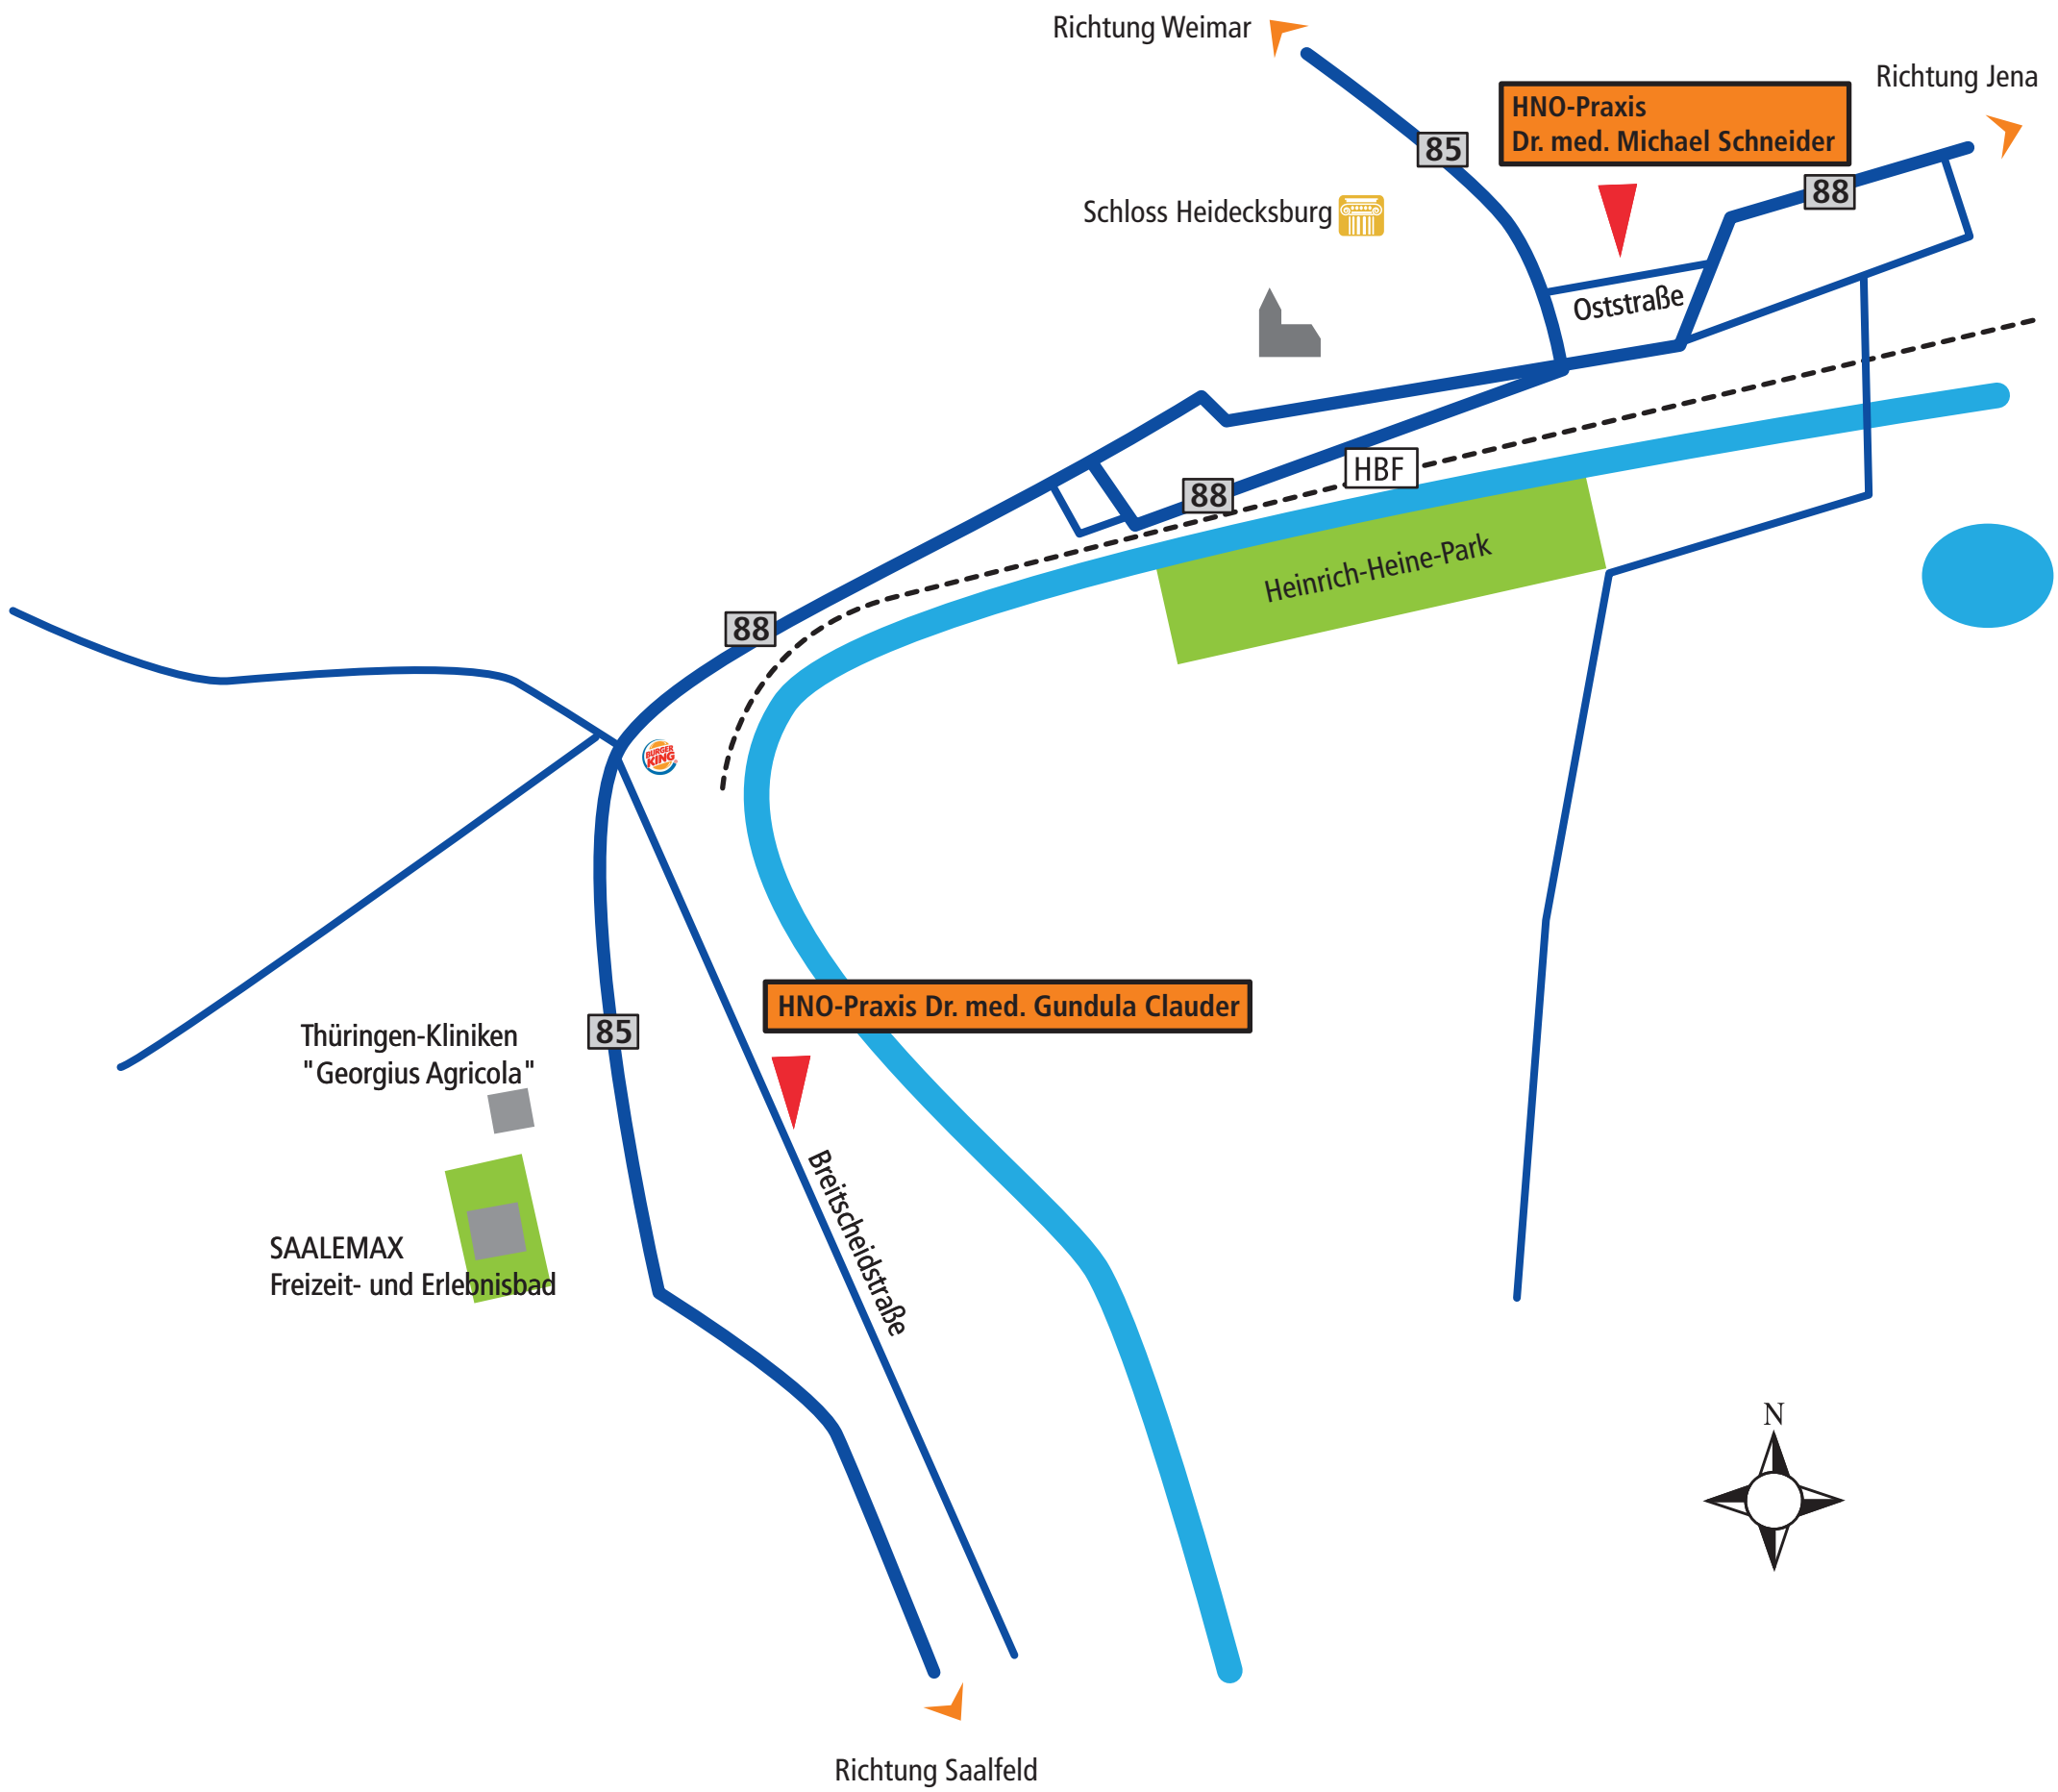 Richtung Weimar
Richtung Jena
HNO-Praxis
Dr. med. Michael Schneider
85
88
Schloss Heidecksburg
Oststraße
HBF
88
Heinrich-Heine-Park
88
BURGER
KING
HNO-Praxis Dr. med. Gundula Clauder
Thüringen-Kliniken
"Georgius Agricola"
85
Breitscheidstraße
SAALEMAX
Freizeit- und Erlebnisbad
N
Richtung Saalfeld